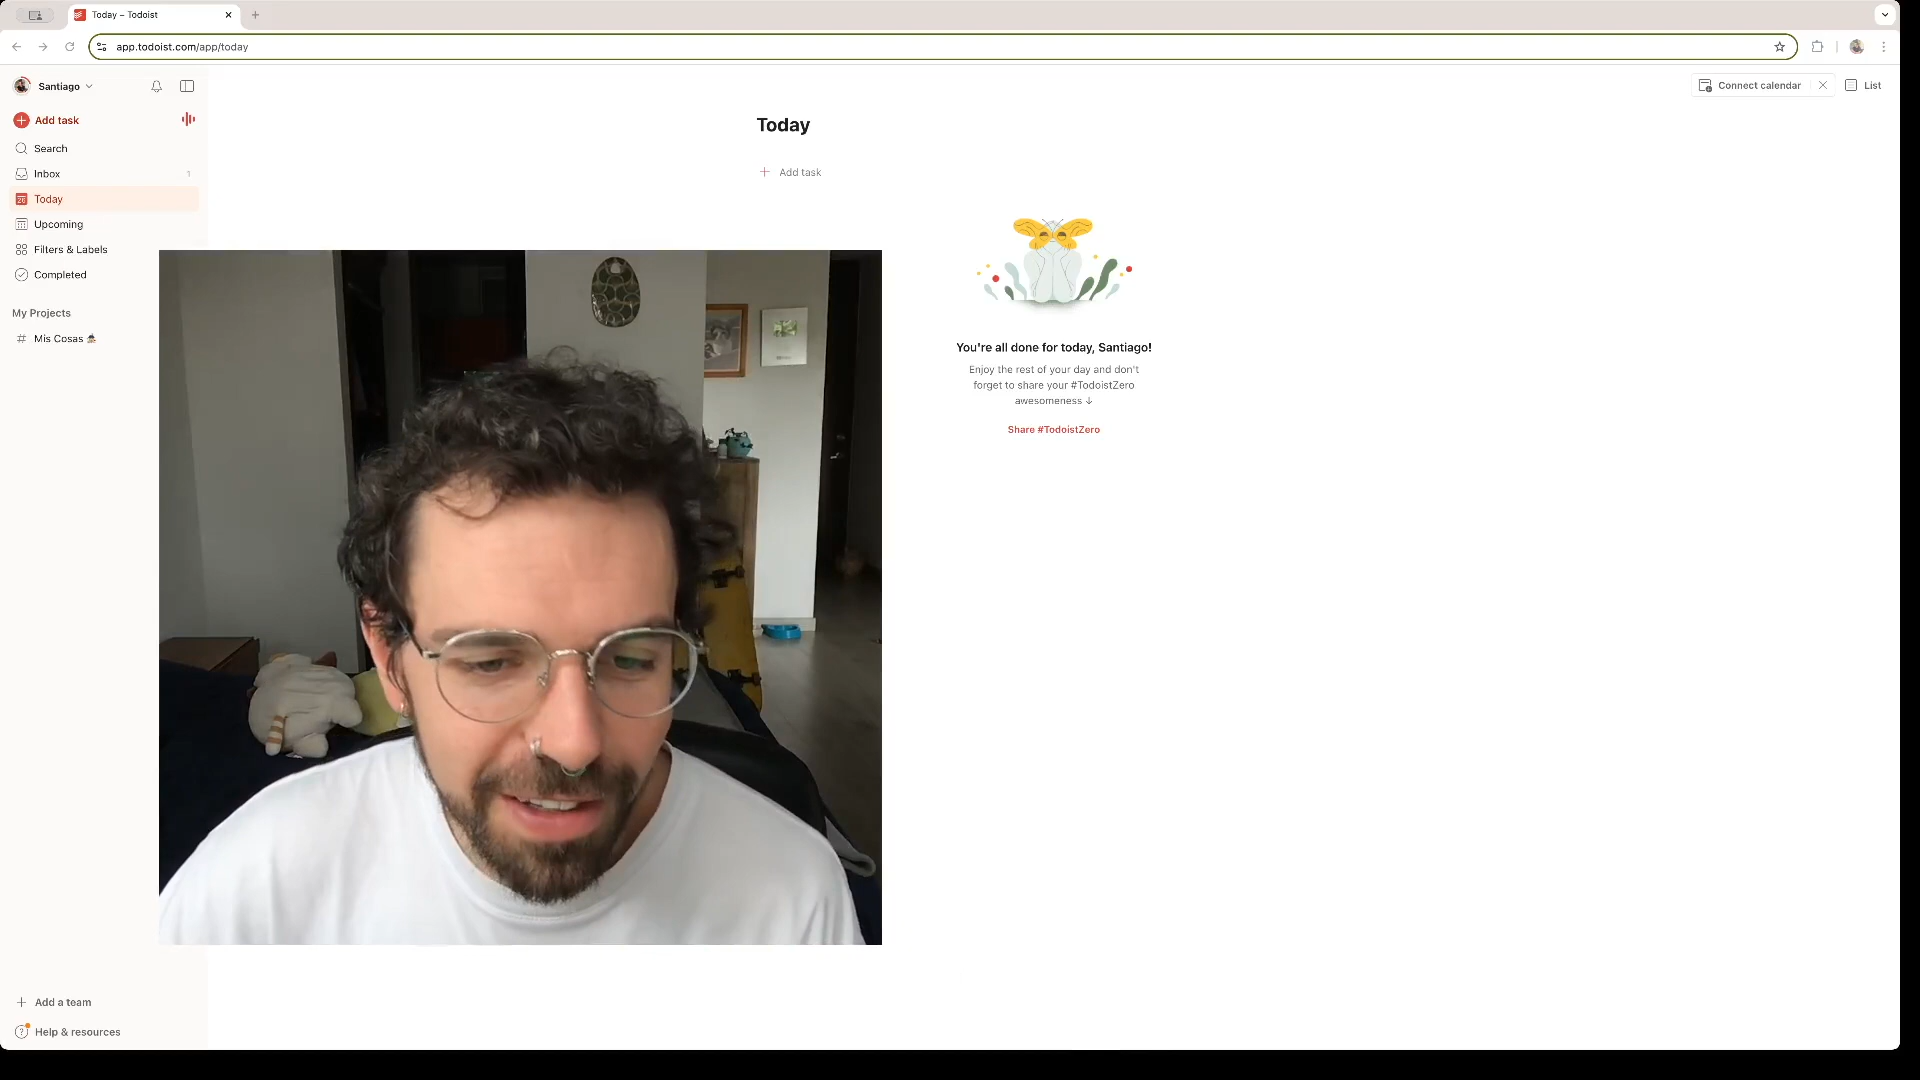 Today – Todoist
app.todoist.com/app/today
Santiago
Connect calendar
List
Add task
Search
Inbox 1
Today
Upcoming
Filters & Labels
Completed
My Projects
# Mis Cosas
Today
Add task
You're all done for today, Santiago!
Enjoy the rest of your day and don't
forget to share your #TodoistZero
awesomeness ↓
Share #TodoistZero
Add a team
Help & resources